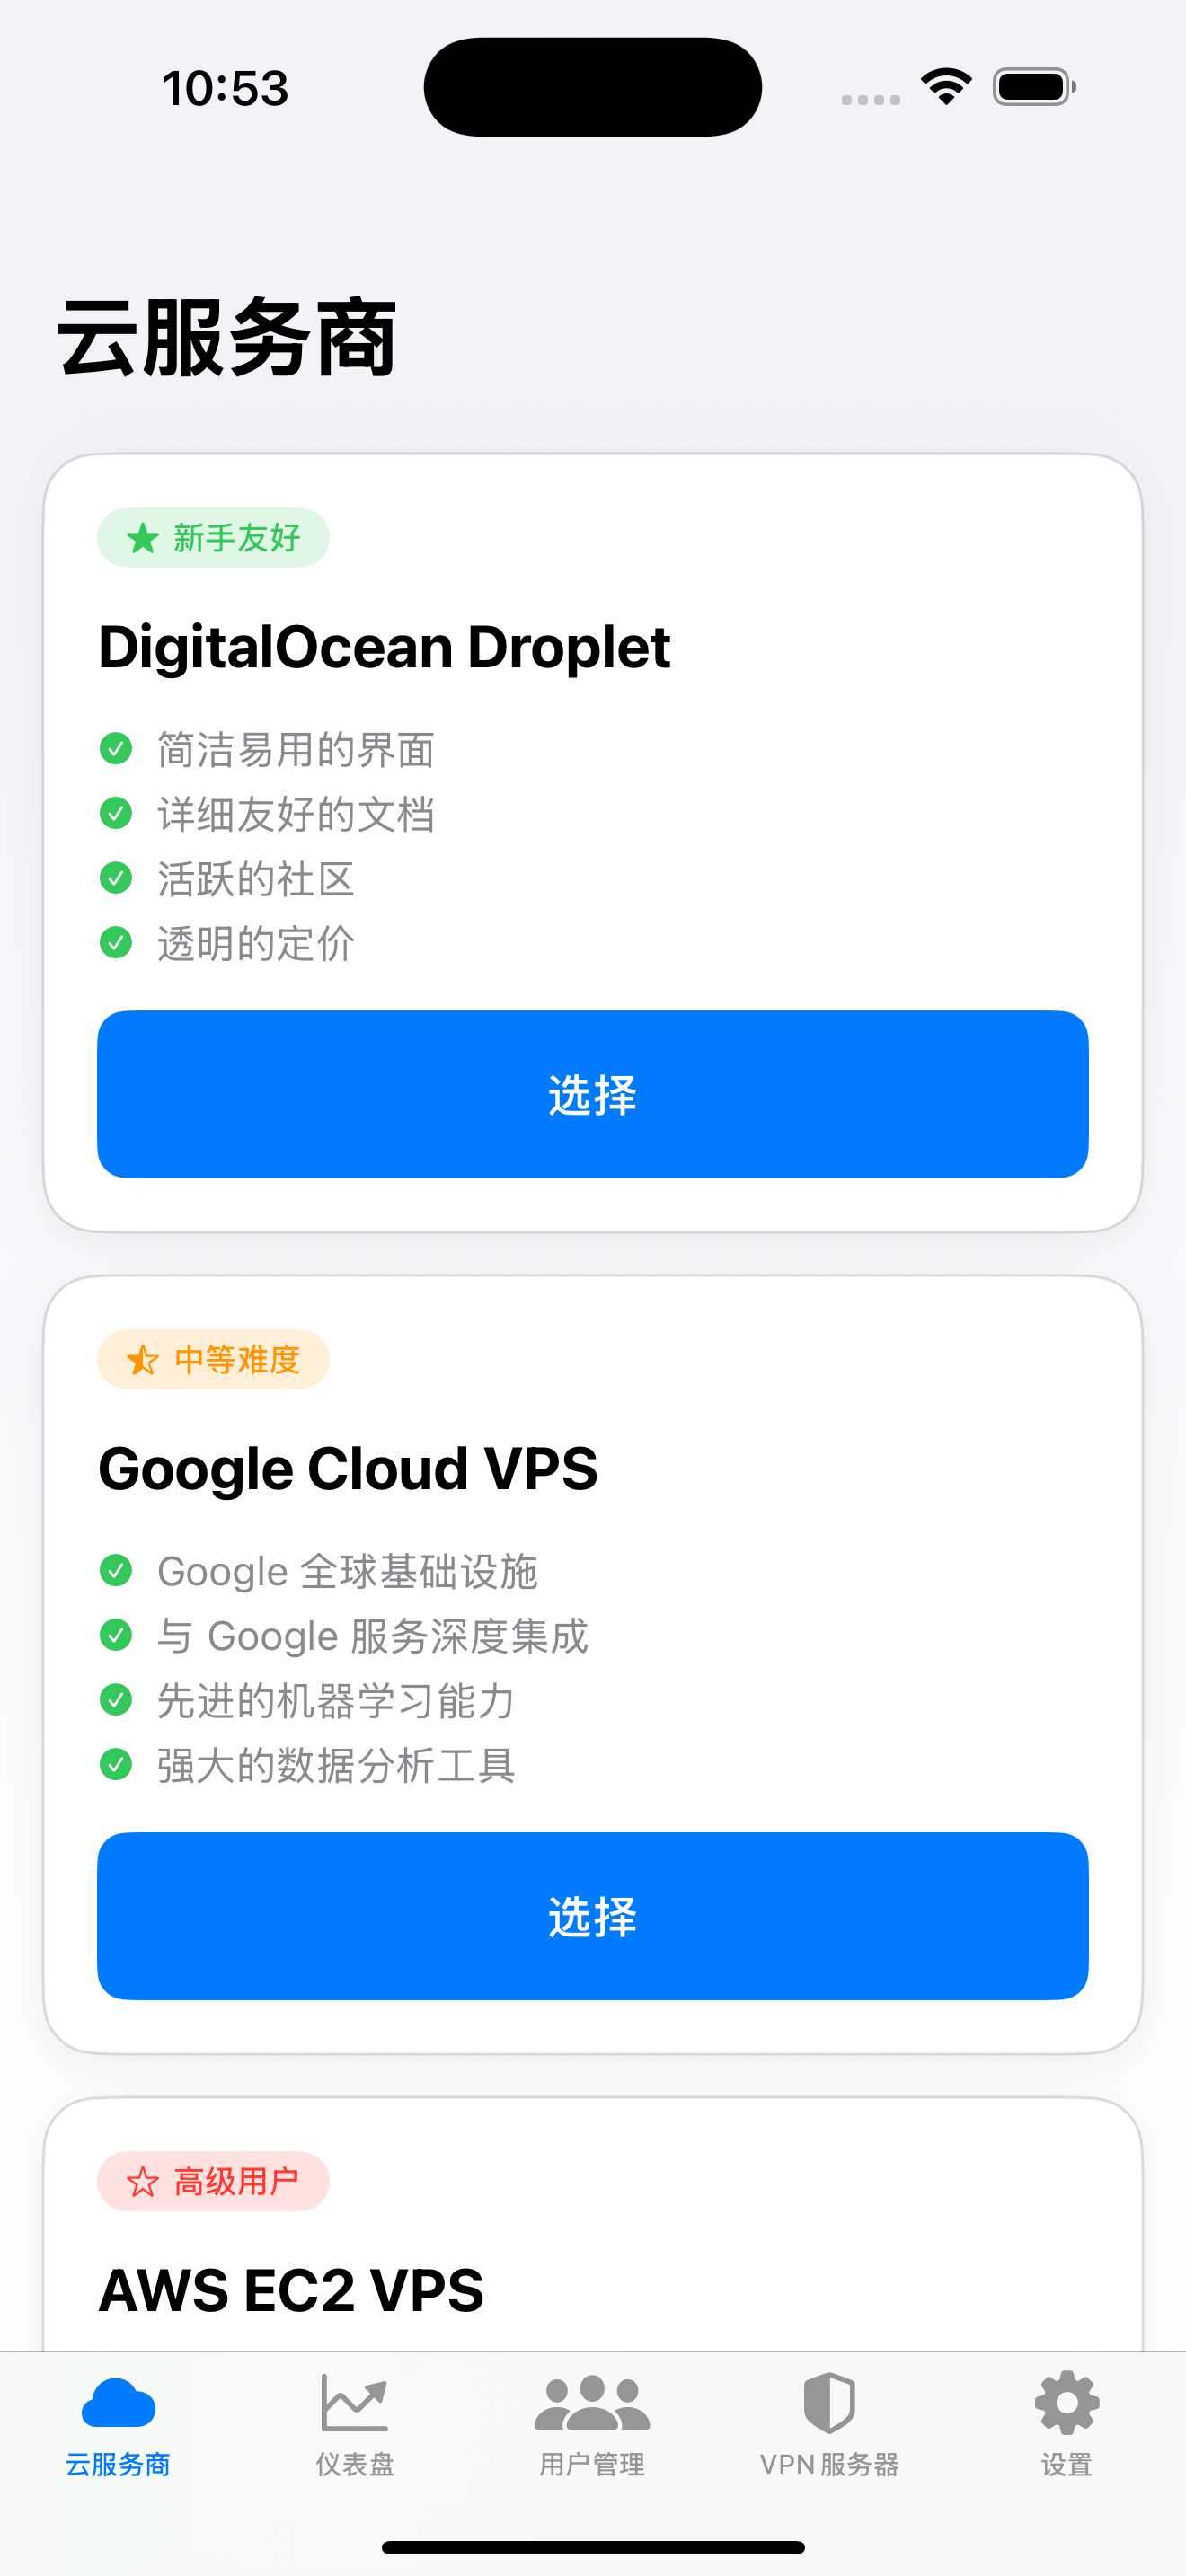 10:53
云服务商
新手友好
DigitalOcean Droplet
简洁易用的界面
详细友好的文档
活跃的社区
透明的定价
选择
中等难度
Google Cloud VPS
Google 全球基础设施
与 Google 服务深度集成
先进的机器学习能力
强大的数据分析工具
选择
高级用户
AWS EC2 VPS
云服务商
仪表盘
用户管理
VPN 服务器
设置